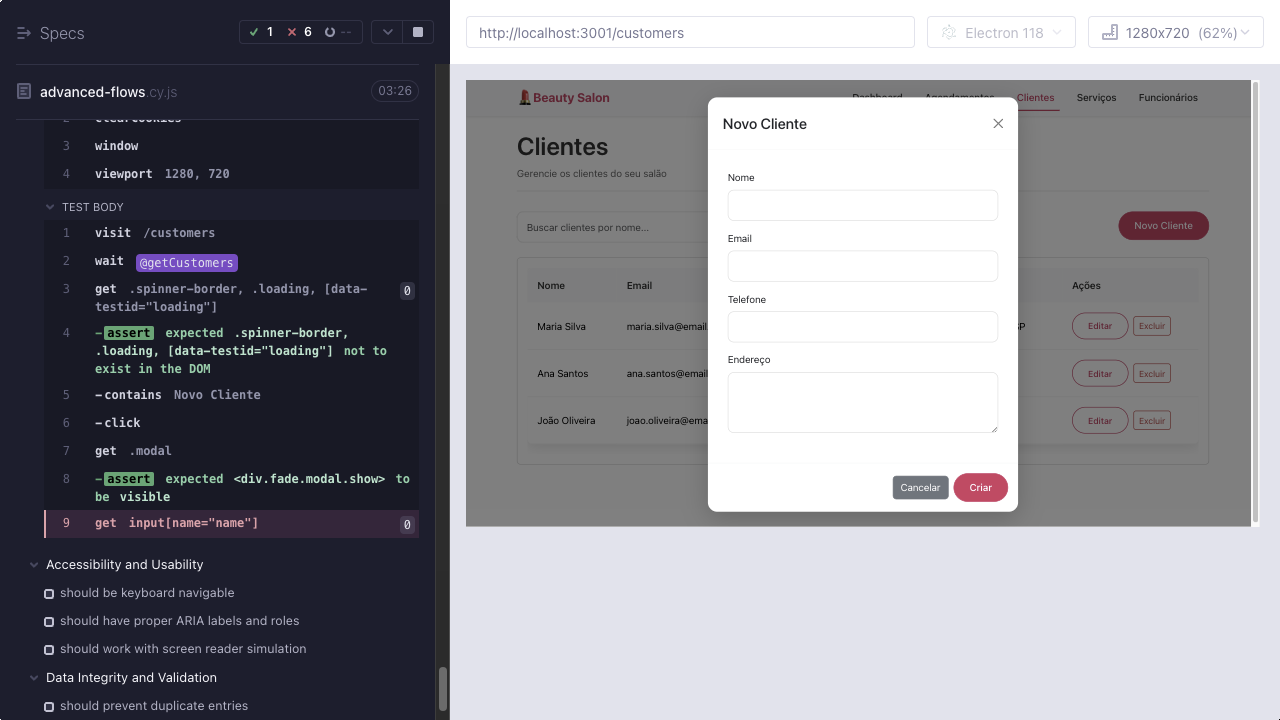 Specs
1
6
--
advanced-flows.cy.js
03:26
2 clearCookies
3 window
4 viewport 1280, 720
TEST BODY
1 visit /customers
2 wait @getCustomers
3 get .spinner-border, .loading, [data-
testid="loading"]
0
4 -assert expected .spinner-border,
.loading, [data-testid="loading"] not to
exist in the DOM
5 -contains Novo Cliente
6 -click
7 get .modal
8 -assert expected <div.fade.modal.show> to
be visible
9 get input[name="name"]
0
Accessibility and Usability
should be keyboard navigable
should have proper ARIA labels and roles
should work with screen reader simulation
Data Integrity and Validation
should prevent duplicate entries
http://localhost:3001/customers
Electron 118
1280x720 (62%)
Beauty Salon
Dashboard
Agendamentos
Clientes
Serviços
Funcionários
Clientes
Gerencie os clientes do seu salão
Buscar clientes por nome...
Novo Cliente
Nome Email Ações
Maria Silva maria.silva@email SP Editar Excluir
Ana Santos ana.santos@email Editar Excluir
João Oliveira joao.oliveira@ema Editar Excluir
Novo Cliente
Nome
Email
Telefone
Endereço
Cancelar
Criar